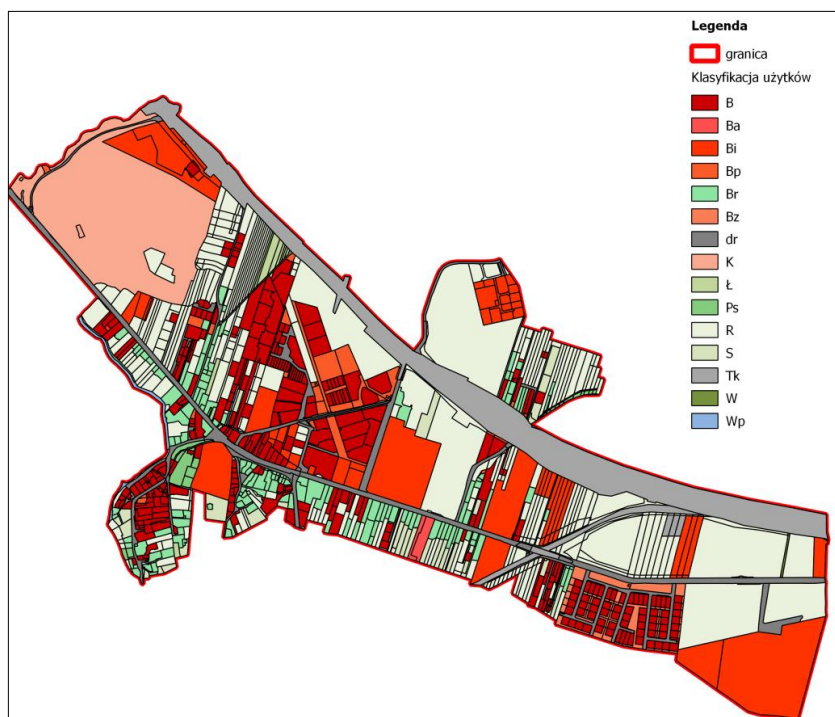 Legenda
granica
Klasyfikacja użytków
B
Ba
Bi
Bp
Br
Bz
dr
K
Ł
Ps
R
S
Tk
W
Wp